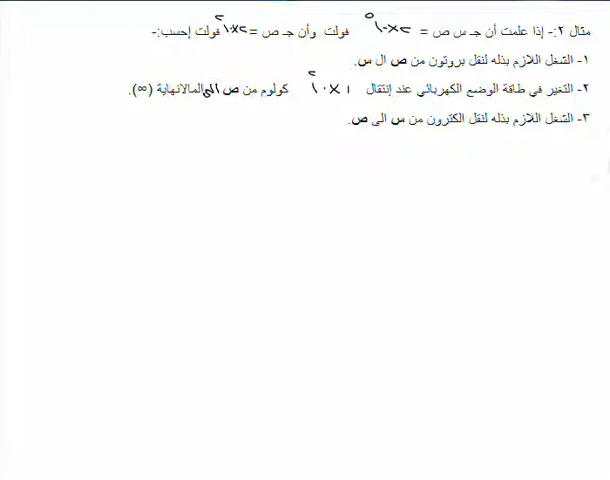 مثال ٢:- إذا علمت أن جـ س ص = ٢×١٠^٥ فولت وأن جـ ص = ٢×١٠^٢ فولت إحسب:-
١- الشغل اللازم بذله لنقل بروتون من ص ال س.
٢- التغير في طاقة الوضع الكهربائي عند إنتقال ١×١٠^٢ كولوم من ص الى المالانهاية (∞).
٣- الشغل اللازم بذله لنقل الكترون من س الى ص.